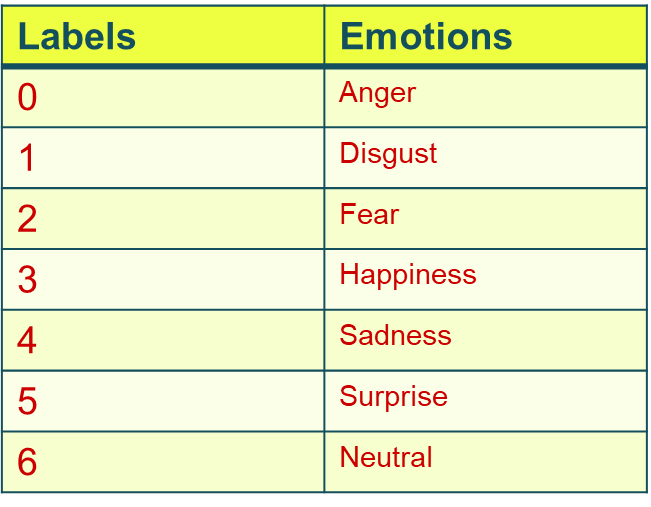 Labels Emotions
0 Anger
1 Disgust
2 Fear
3 Happiness
4 Sadness
5 Surprise
6 Neutral